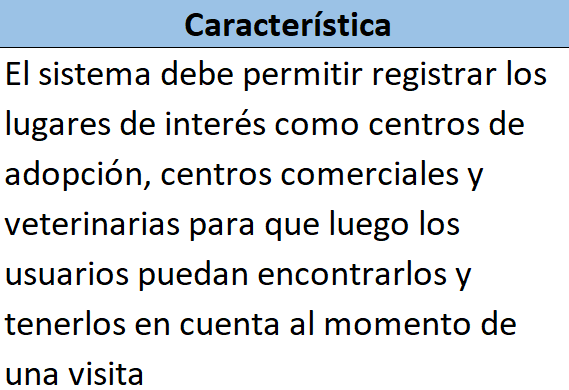 Característica
El sistema debe permitir registrar los
lugares de interés como centros de
adopción, centros comerciales y
veterinarias para que luego los
usuarios puedan encontrarlos y
tenerlos en cuenta al momento de
una visita